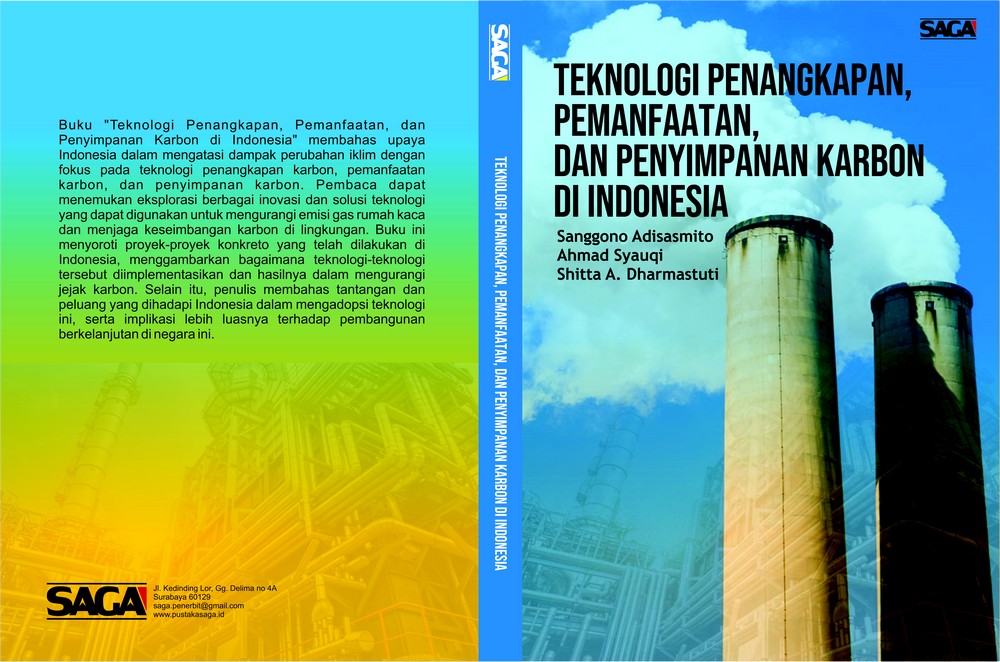 Buku "Teknologi Penangkapan, Pemanfaatan, dan
Penyimpanan Karbon di Indonesia" membahas upaya
Indonesia dalam mengatasi dampak perubahan iklim dengan
fokus pada teknologi penangkapan karbon, pemanfaatan
karbon, dan penyimpanan karbon. Pembaca dapat
menemukan eksplorasi berbagai inovasi dan solusi teknologi
yang dapat digunakan untuk mengurangi emisi gas rumah kaca
dan menjaga keseimbangan karbon di lingkungan. Buku ini
menyoroti proyek-proyek konkreto yang telah dilakukan di
Indonesia, menggambarkan bagaimana teknologi-teknologi
tersebut diimplementasikan dan hasilnya dalam mengurangi
jejak karbon. Selain itu, penulis membahas tantangan dan
peluang yang dihadapi Indonesia dalam mengadopsi teknologi
ini, serta implikasi lebih luasnya terhadap pembangunan
berkelanjutan di negara ini.
SAGA
Jl. Kedinding Lor, Gg. Delima no 4A
Surabaya 60129
saga.penerbit@gmail.com
www.pustakasaga.id
SAGA
TEKNOLOGI PENANGKAPAN, PEMANFAATAN, DAN PENYIMPANAN KARBON DI INDONESIA
SAGA
TEKNOLOGI PENANGKAPAN,
PEMANFAATAN,
DAN PENYIMPANAN KARBON
DI INDONESIA
Sanggono Adisasmito
Ahmad Syauqi
Shitta A. Dharmastuti